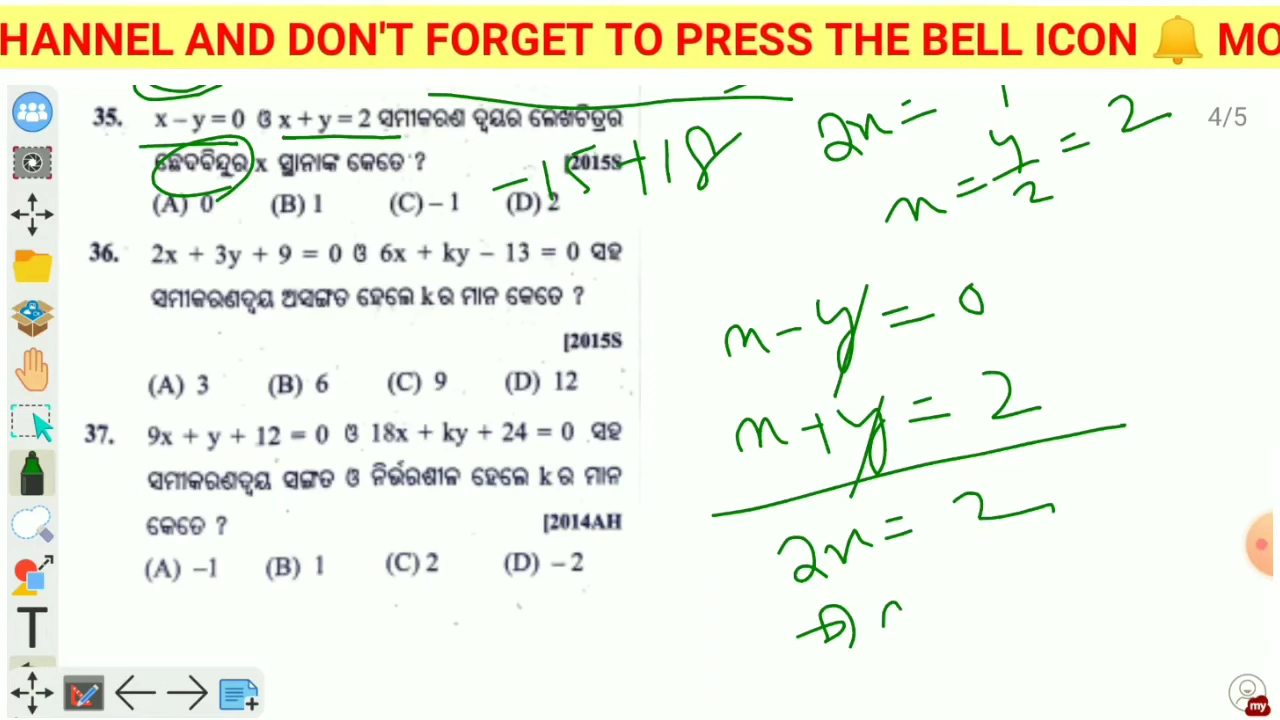 HANNEL AND DON'T FORGET TO PRESS THE BELL ICON 🔔 MO
4/5
35. x – y = 0 ଓ x + y = 2 ସମୀକରଣ ଦ୍ୱୟର ଲେଖଚିତ୍ରର
ଛେଦବିନ୍ଦୁର x ସ୍ଥାନାଙ୍କ କେତେ ? [2015S
(A) 0 (B) 1 (C) – 1 (D) 2
36. 2x + 3y + 9 = 0 ଓ 6x + ky – 13 = 0 ସହ
ସମୀକରଣଦ୍ୱୟ ଅସଙ୍ଗତ ହେଲେ k ର ମାନ କେତେ ?
[2015S
(A) 3 (B) 6 (C) 9 (D) 12
37. 9x + y + 12 = 0 ଓ 18x + ky + 24 = 0 ସହ
ସମୀକରଣଦ୍ୱୟ ସଙ୍ଗତ ଓ ନିର୍ଭରଶୀଳ ହେଲେ k ର ମାନ
କେତେ ? [2014AH
(A) –1 (B) 1 (C) 2 (D) – 2
–15+18
2x =
x = 4/2 = 2
x – y = 0
x + y = 2
2x = 2
T
my